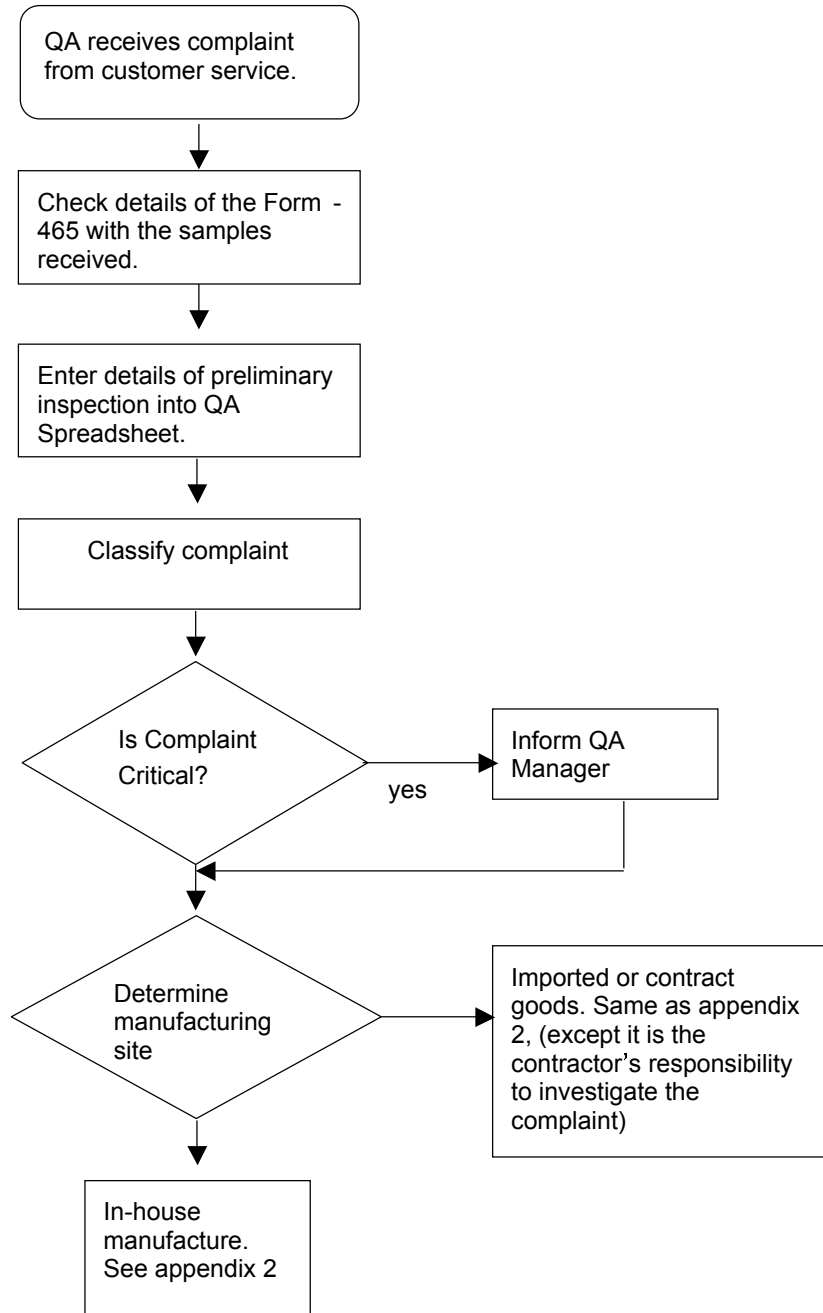 QA receives complaint
from customer service.
Check details of the Form -
465 with the samples
received.
Enter details of preliminary
inspection into QA
Spreadsheet.
Classify complaint
Is Complaint
Critical?
yes
Inform QA
Manager
Determine
manufacturing
site
Imported or contract
goods. Same as appendix
2, (except it is the
contractor’s responsibility
to investigate the
complaint)
In-house
manufacture.
See appendix 2